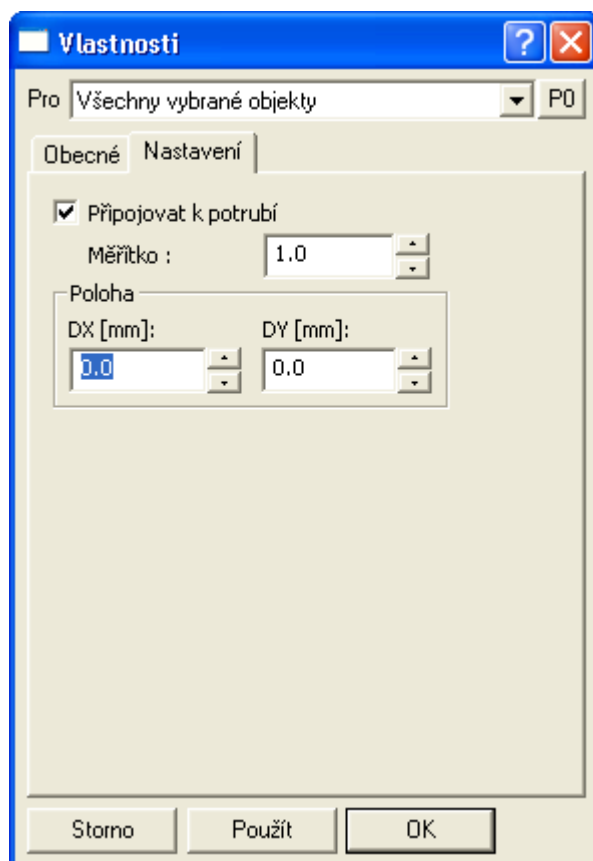 Vlastnosti
Pro Všechny vybrané objekty P0
Obecné Nastavení
Připojovat k potrubí
Měřítko : 1.0
Poloha
DX [mm]: DY [mm]:
0.0 0.0
Storno Použít OK